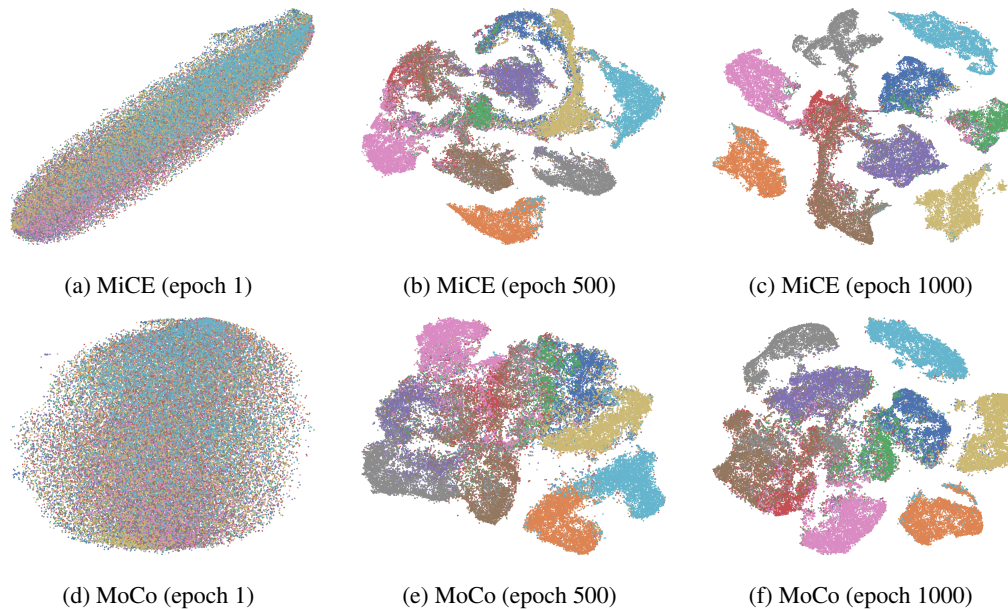 (a) MiCE (epoch 1)
(b) MiCE (epoch 500)
(c) MiCE (epoch 1000)
(d) MoCo (epoch 1)
(e) MoCo (epoch 500)
(f) MoCo (epoch 1000)